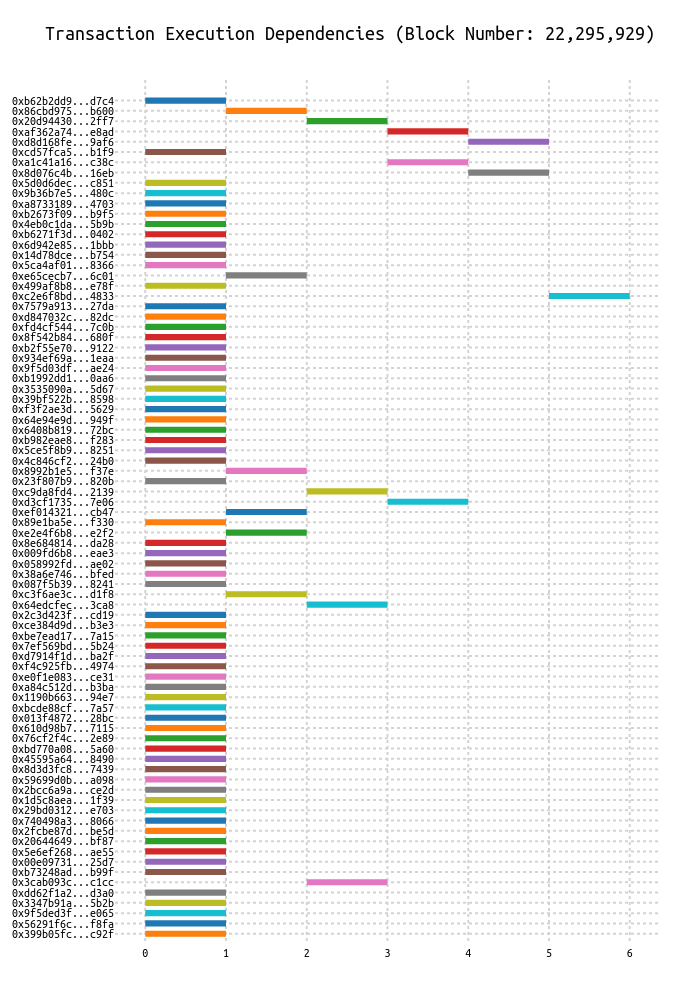 Transaction Execution Dependencies (Block Number: 22,295,929)
0xb62b2dd9...d7c4
0x86cbd975...b600
0x20d94430...2ff7
0xaf362a74...e8ad
0xd8d168fe...9af6
0xcd57fca5...b1f9
0xa1c41a16...c38c
0x8d076c4b...16eb
0x5d0d6dec...c851
0x9b36b7e5...480c
0xa8733189...4703
0xb2673f09...b9f5
0x4eb0c1da...5b9b
0xb6271f3d...0402
0x6d942e85...1bbb
0x14d78dce...b754
0x5ca4af01...8366
0xe65cecb7...6c01
0x499af8b8...e78f
0xc2e6f8bd...4833
0x7579a913...27da
0xd847032c...82dc
0xfd4cf544...7c0b
0x8f542b84...680f
0xb2f55e70...9122
0x934ef69a...1eaa
0x9f5d03df...ae24
0xb1992dd1...0aa6
0x3535090a...5d67
0x39bf522b...8598
0xf3f2ae3d...5629
0x64e94e9d...949f
0x6408b819...72bc
0xb982eae8...f283
0x5ce5f8b9...8251
0x4c846cf2...24b0
0x8992b1e5...f37e
0x23f807b9...820b
0xc9da8fd4...2139
0xd3cf1735...7e06
0xef014321...cb47
0x89e1ba5e...f330
0xe2e4f6b8...e2f2
0x8e684814...da28
0x009fd6b8...eae3
0x058992fd...ae02
0x38a6e746...bfed
0x087f5b39...8241
0xc3f6ae3c...d1f8
0x64edcfec...3ca8
0x2c3d423f...cd19
0xce384d9d...b3e3
0xbe7ead17...7a15
0x7ef569bd...5b24
0xd7914f1d...ba2f
0xf4c925fb...4974
0xe0f1e083...ce31
0xa84c512d...b3ba
0x1190b663...94e7
0xbcde88cf...7a57
0x013f4872...28bc
0x610d98b7...7115
0x76cf2f4c...2e89
0xbd770a08...5a60
0x45595a64...8490
0x8d3d3fc8...7439
0x59699d0b...a098
0x2bcc6a9a...ce2d
0x1d5c8aea...1f39
0x29bd0312...e703
0x740498a3...8066
0x2fcbe87d...be5d
0x20644649...bf87
0x5e6ef268...ae55
0x00e09731...25d7
0xb73248ad...b99f
0x3cab093c...c1cc
0xdd62f1a2...d3a0
0x3347b91a...5b2b
0x9f5ded3f...e065
0x56291f6c...f8fa
0x399b05fc...c92f
0 1 2 3 4 5 6